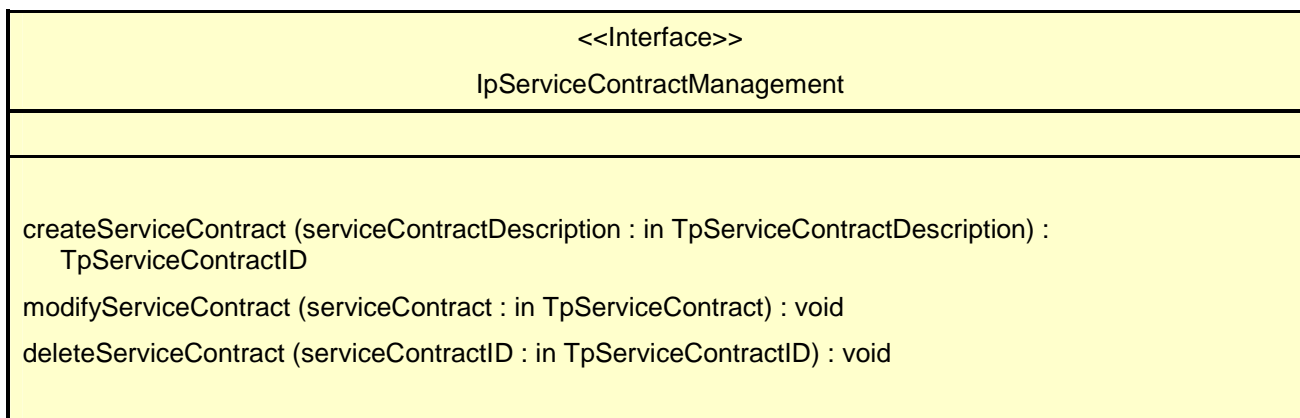 <<Interface>>
IpServiceContractManagement
createServiceContract (serviceContractDescription : in TpServiceContractDescription) :
TpServiceContractID
modifyServiceContract (serviceContract : in TpServiceContract) : void
deleteServiceContract (serviceContractID : in TpServiceContractID) : void